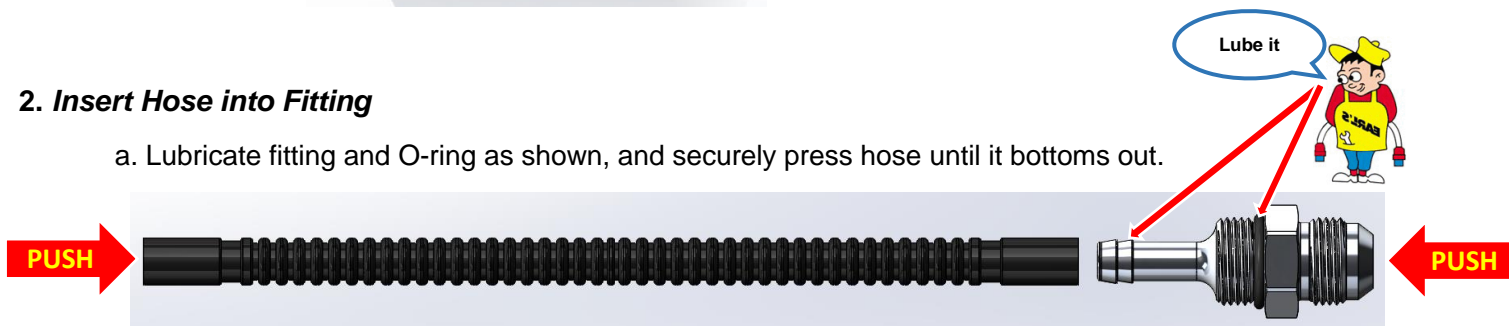 Lube it
2. Insert Hose into Fitting
EARL'S
a. Lubricate fitting and O-ring as shown, and securely press hose until it bottoms out.
PUSH
PUSH